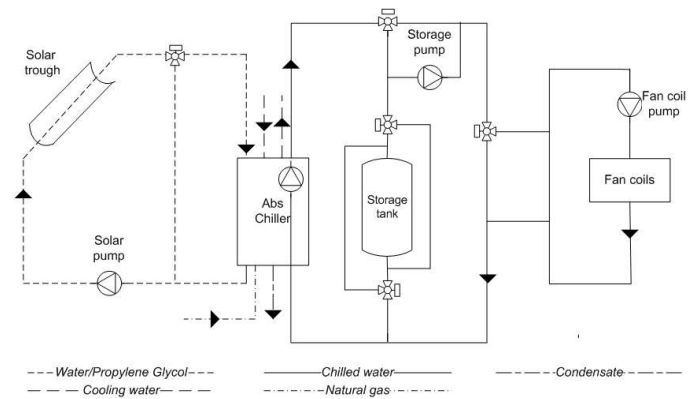 Solar
trough
Storage
pump
Fan coil
pump
Abs
Chiller
Storage
tank
Fan coils
Solar
pump
Water/Propylene Glycol
Chilled water
Condensate
Cooling water
Natural gas